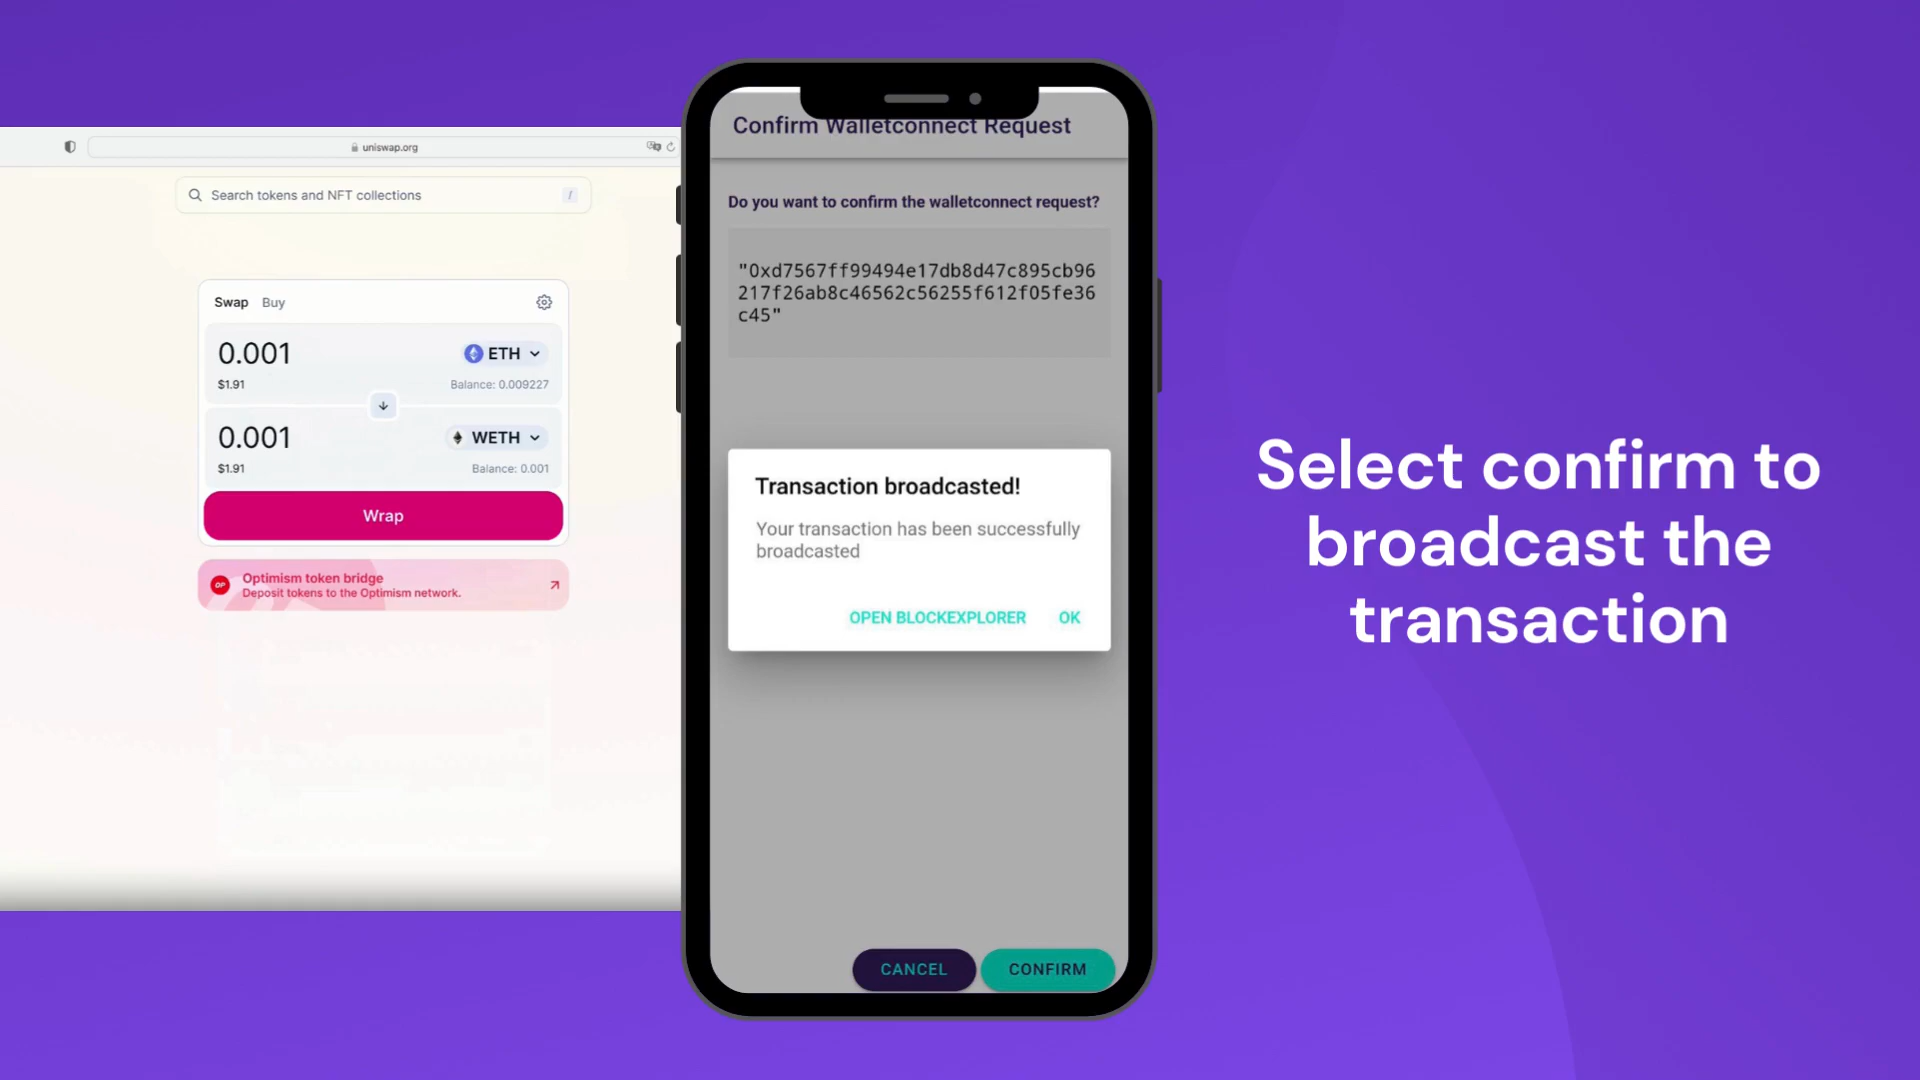 uniswap.org
Search tokens and NFT collections
/
Swap Buy
0.001 ETH
$1.91 Balance: 0.009227
0.001 WETH
$1.91 Balance: 0.001
Wrap
OP
Optimism token bridge
Deposit tokens to the Optimism network.
Confirm Walletconnect Request
Do you want to confirm the walletconnect request?
"0xd7567ff99494e17db8d47c895cb96
217f26ab8c46562c56255f612f05fe36
c45"
Transaction broadcasted!
Your transaction has been successfully
broadcasted
OPEN BLOCKEXPLORER OK
CANCEL CONFIRM
Select confirm to
broadcast the
transaction